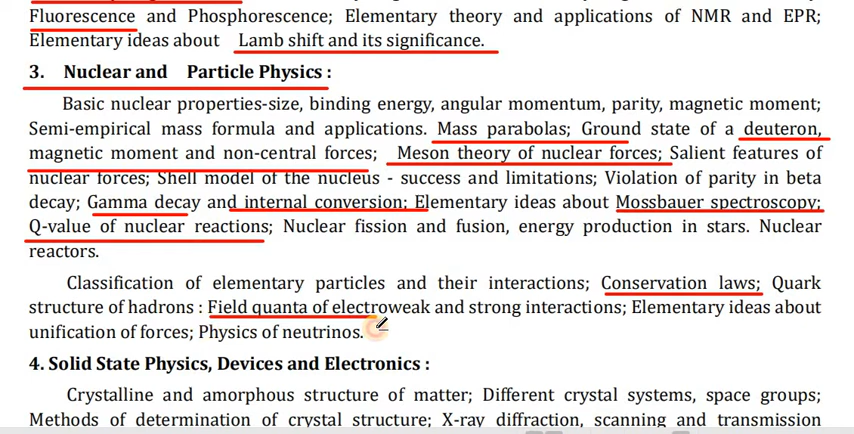 Fluorescence and Phosphorescence; Elementary theory and applications of NMR and EPR;
Elementary ideas about Lamb shift and its significance.
3. Nuclear and Particle Physics :
Basic nuclear properties-size, binding energy, angular momentum, parity, magnetic moment;
Semi-empirical mass formula and applications. Mass parabolas; Ground state of a deuteron,
magnetic moment and non-central forces; Meson theory of nuclear forces; Salient features of
nuclear forces; Shell model of the nucleus - success and limitations; Violation of parity in beta
decay; Gamma decay and internal conversion; Elementary ideas about Mossbauer spectroscopy;
Q-value of nuclear reactions; Nuclear fission and fusion, energy production in stars. Nuclear
reactors.
Classification of elementary particles and their interactions; Conservation laws; Quark
structure of hadrons : Field quanta of electroweak and strong interactions; Elementary ideas about
unification of forces; Physics of neutrinos.
4. Solid State Physics, Devices and Electronics :
Crystalline and amorphous structure of matter; Different crystal systems, space groups;
Methods of determination of crystal structure; X-ray diffraction, scanning and transmission